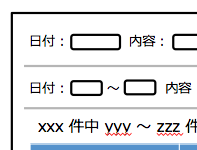 日付： 内容：
日付： ～ 内容
xxx 件中 yyy ～ zzz 件